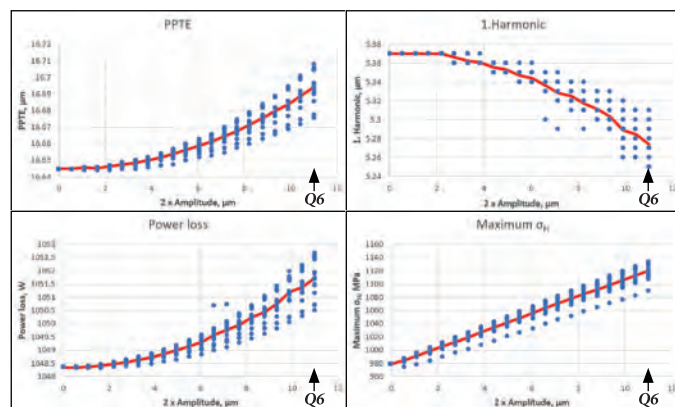 PPTE
16.72
16.71
16.7
16.69
16.68
16.67
16.66
16.65
16.64
PPTE, µm
0 2 4 6 8 10 12
2 x Amplitude, µm
Q6
1.Harmonic
5.38
5.36
5.34
5.32
5.3
5.28
5.26
5.24
1. Harmonic, µm
0 2 4 6 8 10 12
2 x Amplitude, µm
Q6
Power loss
1053
1052.5
1052
1051.5
1051
1050.5
1050
1049.5
1049
1048.5
1048
Power loss, W
0 2 4 6 8 10 12
2 x Amplitude, µm
Q6
Maximum σH
1160
1140
1120
1100
1080
1060
1040
1020
1000
980
960
Maximum σH, MPa
0 2 4 6 8 10 12
2 x Amplitude, µm
Q6